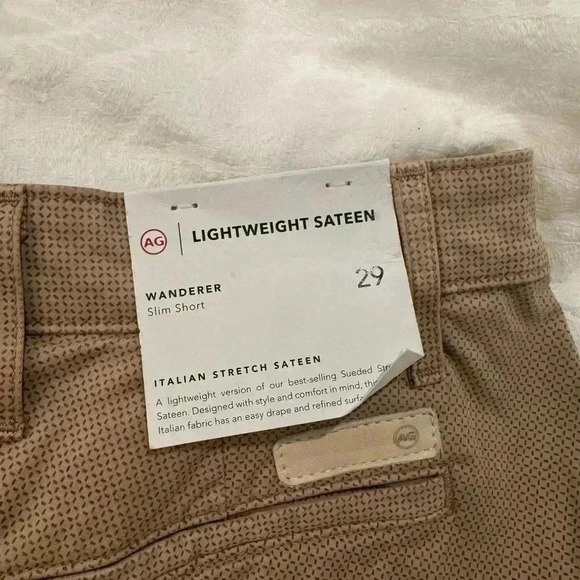 AG | LIGHTWEIGHT SATEEN
WANDERER
29
Slim Short
ITALIAN STRETCH SATEEN
A lightweight version of our best-selling Sueded
Sateen. Designed with style and comfort in mind,
Italian fabric has an easy drape and refined
AG